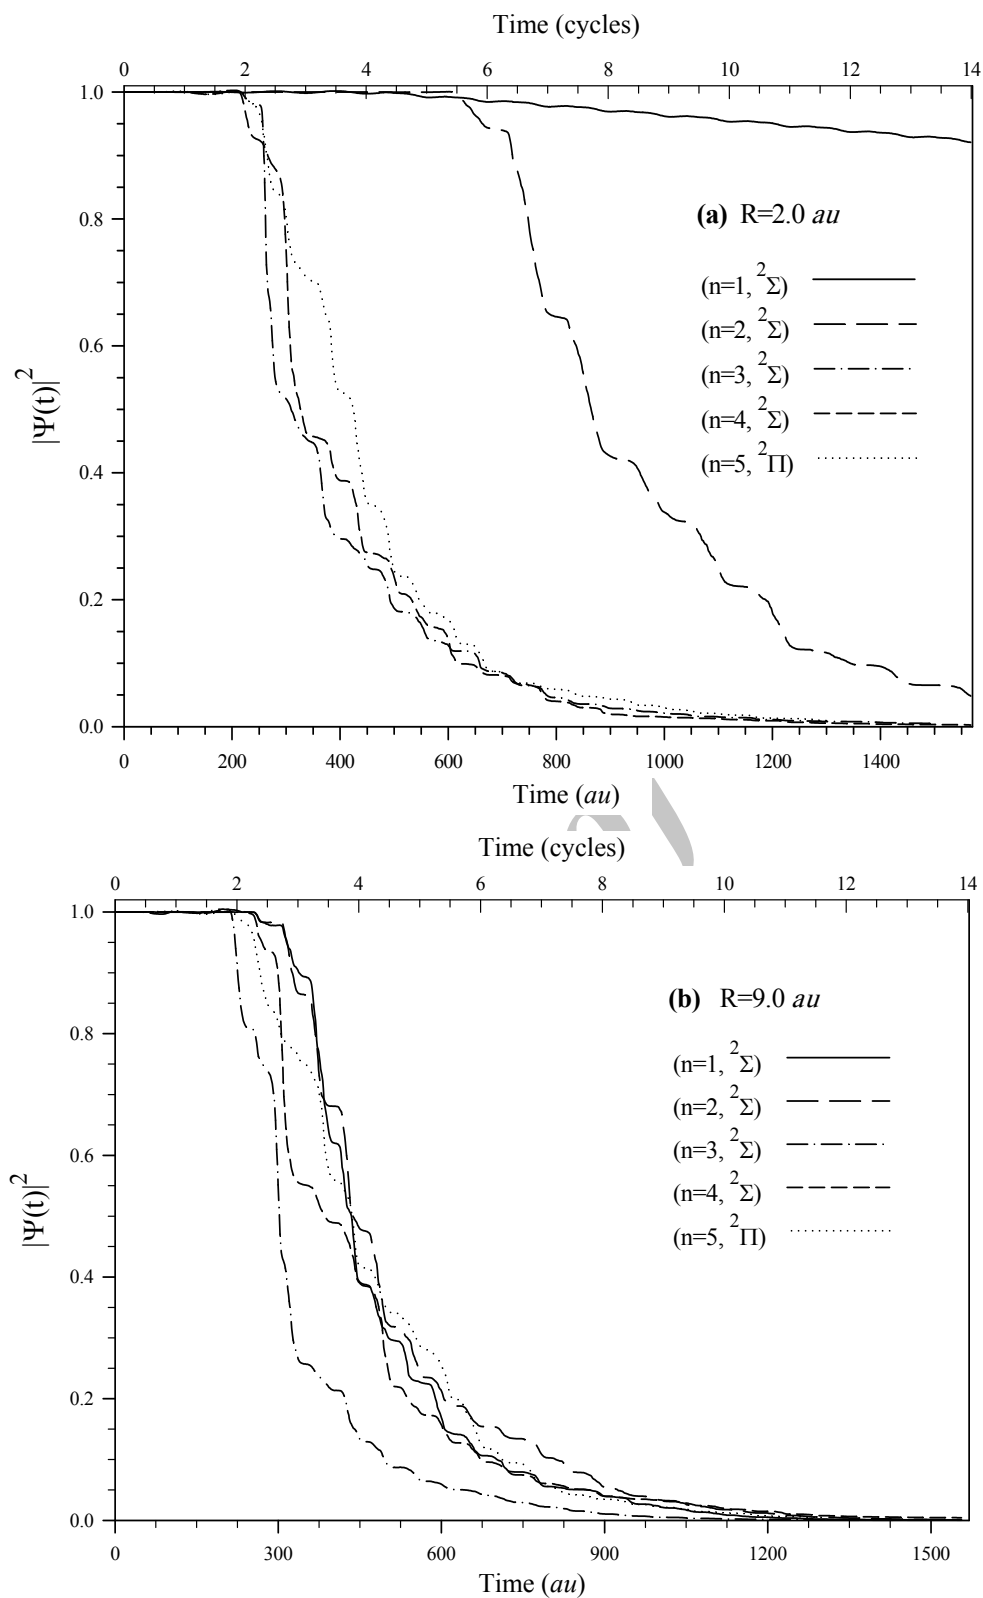 Time (cycles)
0 2 4 6 8 10 12 14
1.0
0.8
0.6
0.4
0.2
0.0
|Ψ(t)|²
(a) R=2.0 au
(n=1, ²Σ)
(n=2, ²Σ)
(n=3, ²Σ)
(n=4, ²Σ)
(n=5, ²Π)
0 200 400 600 800 1000 1200 1400
Time (au)
Time (cycles)
0 2 4 6 8 10 12 14
1.0
0.8
0.6
0.4
0.2
0.0
|Ψ(t)|²
(b) R=9.0 au
(n=1, ²Σ)
(n=2, ²Σ)
(n=3, ²Σ)
(n=4, ²Σ)
(n=5, ²Π)
0 300 600 900 1200 1500
Time (au)